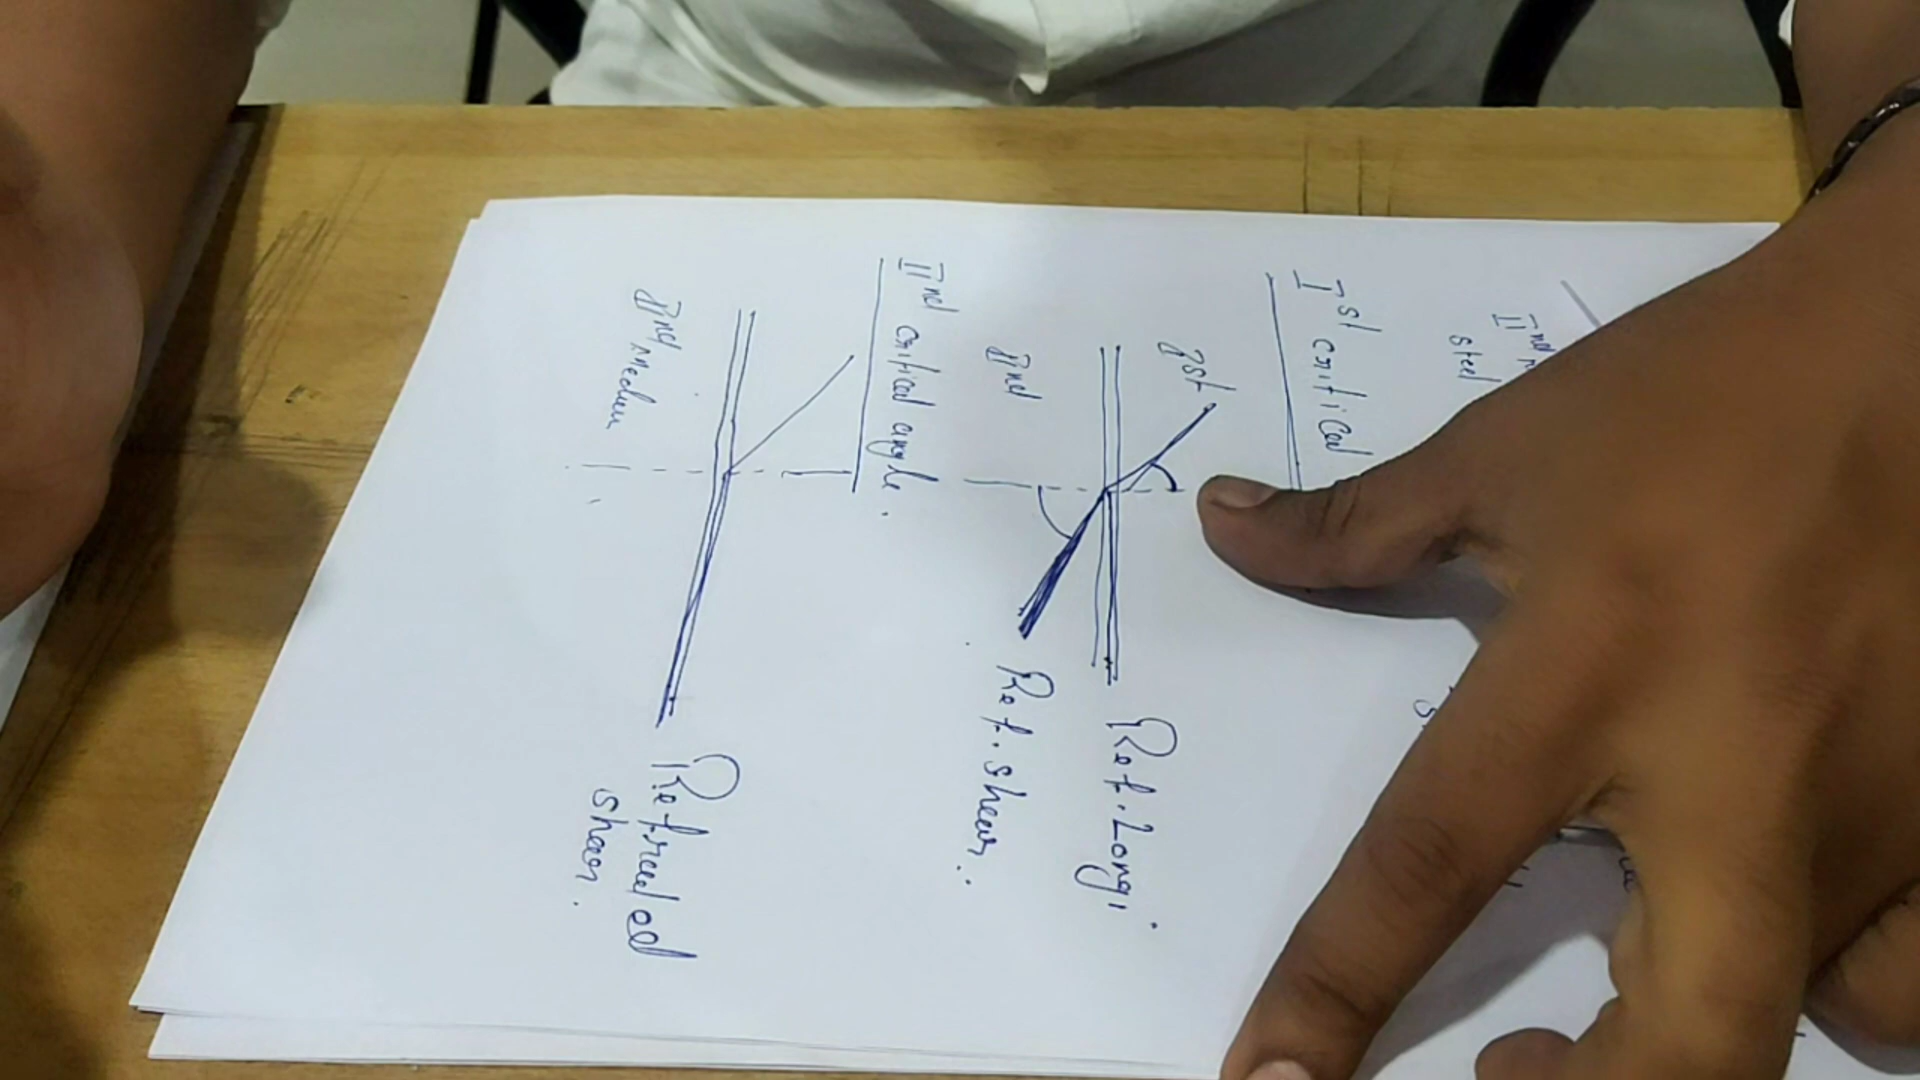 IInd
steel
Ist critical
Ist
IInd
Ref. Longi.
Ref. shear.
IInd critical angle.
IInd medium
Refracted
shear.